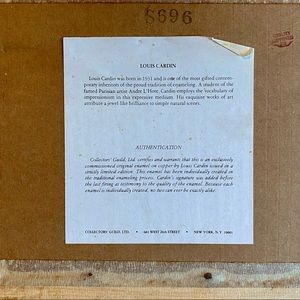 $696
LOUIS CARDIN
Louis Cardin was born in 1931 and is one of the most gifted contem-
porary inheritors of the proud tradition of enameling. A student of the
famed Parisian artist Andre L'Hote, Cardin employs the vocabulary of
impressionism in this expressive medium. His exquisite works of art
attribute a jewel-like brilliance to simple natural scenes.
AUTHENTICATION
Collectors' Guild, Ltd. certifies and warrants that this is an exclusively
commissioned original enamel on copper by Louis Cardin issued in a
strictly limited edition. This enamel has been individually created in
the traditional enameling process. Cardin's signature was added before
the last firing as testimony to the quality of the enamel. Because each
enamel is individually created, no two can ever be exactly alike.
COLLECTORS' GUILD, LTD. • 601 WEST 26th STREET • NEW YORK, N.Y. 10001